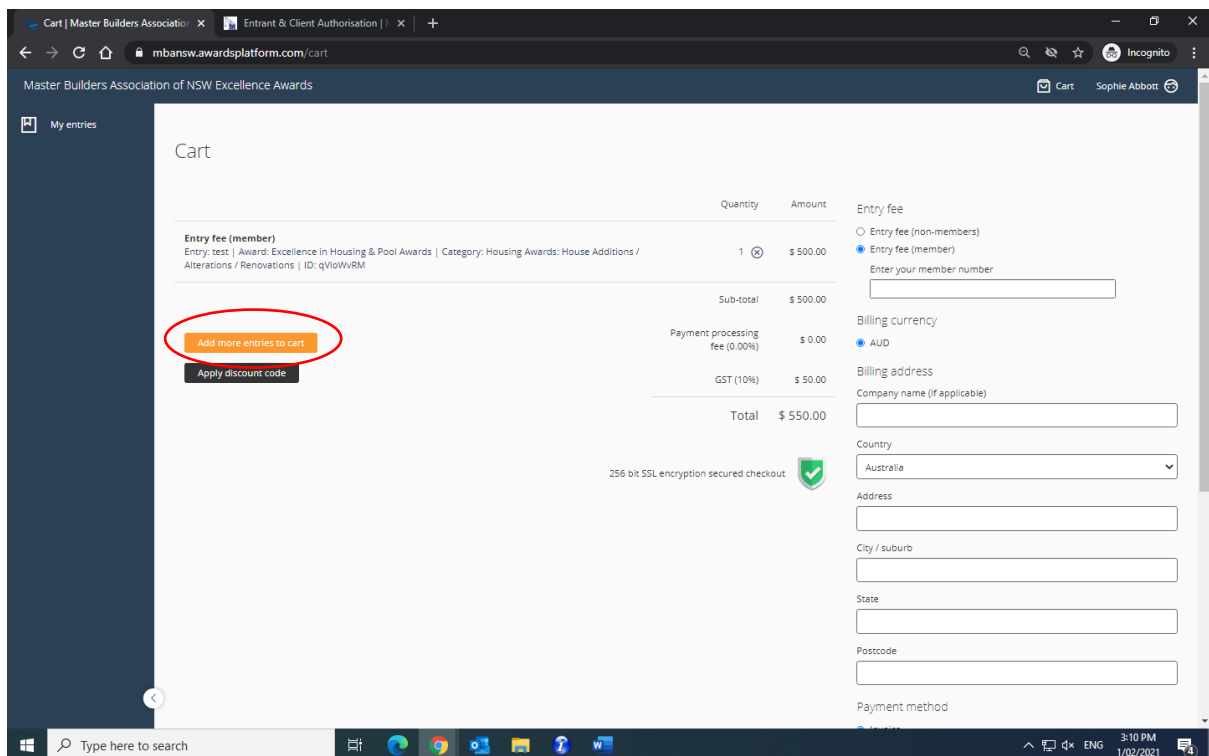 Cart | Master Builders Association
Entrant & Client Authorisation |
mbansw.awardsplatform.com/cart
Incognito
Master Builders Association of NSW Excellence Awards
Cart
Sophie Abbott
My entries
Cart
Quantity Amount
Entry fee (member)
Entry: test | Award: Excellence in Housing & Pool Awards | Category: Housing Awards: House Additions /
Alterations / Renovations | ID: qVloWvRM
1
$ 500.00
Sub-total $ 500.00
Add more entries to cart
Payment processing
fee (0.00%)
$ 0.00
Apply discount code
GST (10%) $ 50.00
Total $ 550.00
256 bit SSL encryption secured checkout
Entry fee
Entry fee (non-members)
Entry fee (member)
Enter your member number
Billing currency
AUD
Billing address
Company name (if applicable)
Country
Australia
Address
City / suburb
State
Postcode
Payment method
Invoice
Type here to search
ENG
3:10 PM
1/02/2021
4